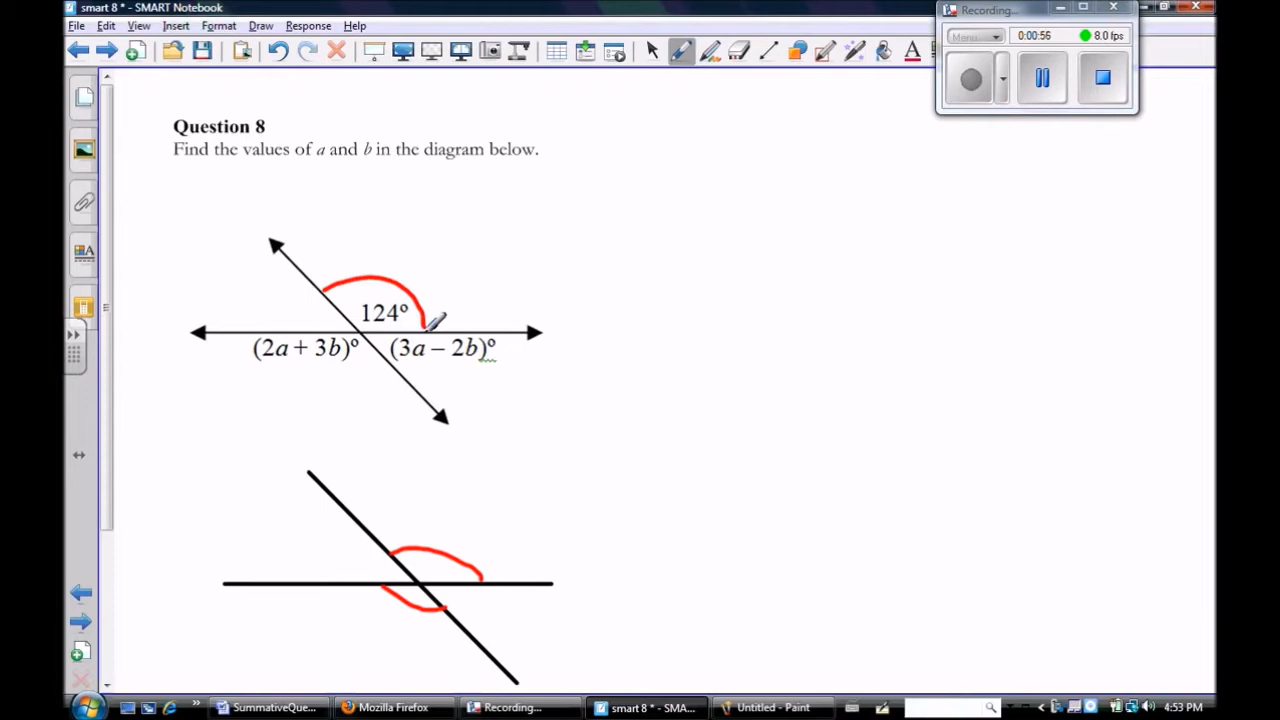 smart 8 * - SMART Notebook
Recording...
File Edit View Insert Format Draw Response Help
Menu
0:00:56
8.0 fps
A
Question 8
Find the values of a and b in the diagram below.
124º
(2a + 3b)º
(3a – 2b)º
SummativeQue...
Mozilla Firefox
Recording...
smart 8 * - SMA...
Untitled - Paint
4:53 PM